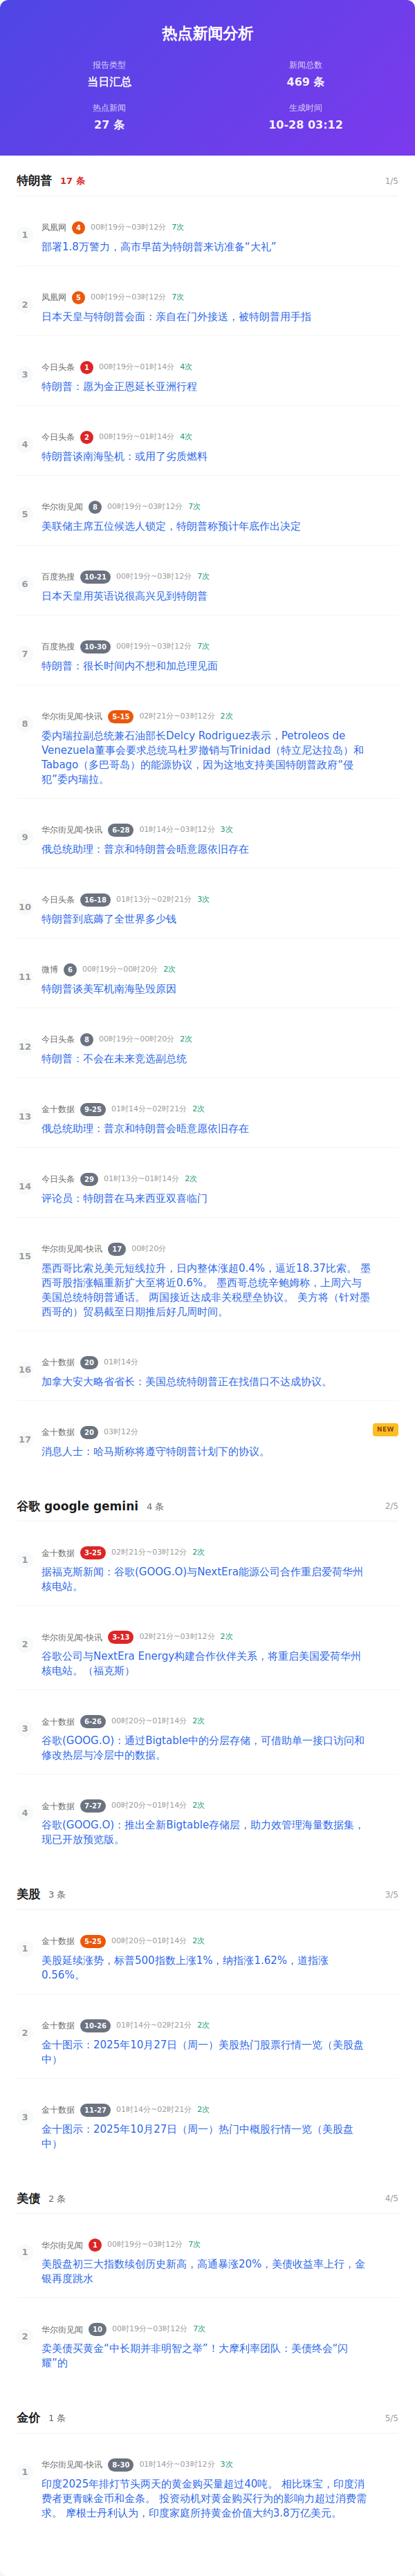 热点新闻分析
报告类型
当日汇总
新闻总数
469 条
热点新闻
27 条
生成时间
10-28 03:12
特朗普 17 条 1/5
1
凤凰网 4 00时19分~03时12分 7次
部署1.8万警力，高市早苗为特朗普来访准备“大礼”
2
凤凰网 5 00时19分~03时12分 7次
日本天皇与特朗普会面：亲自在门外接送，被特朗普用手指
3
今日头条 1 00时19分~01时14分 4次
特朗普：愿为金正恩延长亚洲行程
4
今日头条 2 00时19分~01时14分 4次
特朗普谈南海坠机：或用了劣质燃料
5
华尔街见闻 8 00时19分~03时12分 7次
美联储主席五位候选人锁定，特朗普称预计年底作出决定
6
百度热搜 10-21 00时19分~03时12分 7次
日本天皇用英语说很高兴见到特朗普
7
百度热搜 10-30 00时19分~03时12分 7次
特朗普：很长时间内不想和加总理见面
8
华尔街见闻-快讯 5-15 02时21分~03时12分 2次
委内瑞拉副总统兼石油部长Delcy Rodriguez表示，Petroleos de
Venezuela董事会要求总统马杜罗撤销与Trinidad（特立尼达拉岛）和
Tabago（多巴哥岛）的能源协议，因为这地支持美国特朗普政府“侵
犯”委内瑞拉。
9
华尔街见闻-快讯 6-28 01时14分~03时12分 3次
俄总统助理：普京和特朗普会晤意愿依旧存在
10
今日头条 16-18 01时13分~02时21分 3次
特朗普到底薅了全世界多少钱
11
微博 6 00时19分~00时20分 2次
特朗普谈美军机南海坠毁原因
12
今日头条 8 00时19分~00时20分 2次
特朗普：不会在未来竞选副总统
13
金十数据 9-25 01时14分~02时21分 2次
俄总统助理：普京和特朗普会晤意愿依旧存在
14
今日头条 29 01时13分~01时14分 2次
评论员：特朗普在马来西亚双喜临门
15
华尔街见闻-快讯 17 00时20分
墨西哥比索兑美元短线拉升，日内整体涨超0.4%，逼近18.37比索。 墨
西哥股指涨幅重新扩大至将近0.6%。 墨西哥总统辛鲍姆称，上周六与
美国总统特朗普通话。 两国接近达成非关税壁垒协议。 美方将（针对墨
西哥的）贸易截至日期推后好几周时间。
16
金十数据 20 01时14分
加拿大安大略省省长：美国总统特朗普正在找借口不达成协议。
17
金十数据 20 03时12分 NEW
消息人士：哈马斯称将遵守特朗普计划下的协议。
谷歌 google gemini 4 条 2/5
1
金十数据 3-25 02时21分~03时12分 2次
据福克斯新闻：谷歌(GOOG.O)与NextEra能源公司合作重启爱荷华州
核电站。
2
华尔街见闻-快讯 3-13 02时21分~03时12分 2次
谷歌公司与NextEra Energy构建合作伙伴关系，将重启美国爱荷华州
核电站。（福克斯）
3
金十数据 6-26 00时20分~01时14分 2次
谷歌(GOOG.O)：通过Bigtable中的分层存储，可借助单一接口访问和
修改热层与冷层中的数据。
4
金十数据 7-27 00时20分~01时14分 2次
谷歌(GOOG.O)：推出全新Bigtable存储层，助力效管理海量数据集，
现已开放预览版。
美股 3 条 3/5
1
金十数据 5-25 00时20分~01时14分 2次
美股延续涨势，标普500指数上涨1%，纳指涨1.62%，道指涨
0.56%。
2
金十数据 10-26 01时14分~02时21分 2次
金十图示：2025年10月27日（周一）美股热门股票行情一览（美股盘
中）
3
金十数据 11-27 01时14分~02时21分 2次
金十图示：2025年10月27日（周一）热门中概股行情一览（美股盘
中）
美债 2 条 4/5
1
华尔街见闻 1 00时19分~03时12分 7次
美股盘初三大指数续创历史新高，高通暴涨20%，美债收益率上行，金
银再度跳水
2
华尔街见闻 10 00时19分~03时12分 7次
卖美债买黄金“中长期并非明智之举”！大摩利率团队：美债终会“闪
耀”的
金价 1 条 5/5
1
华尔街见闻-快讯 8-30 01时14分~03时12分 3次
印度2025年排灯节头两天的黄金购买量超过40吨。 相比珠宝，印度消
费者更青睐金币和金条。 投资动机对黄金购买行为的影响力超过消费需
求。 摩根士丹利认为，印度家庭所持黄金价值大约3.8万亿美元。